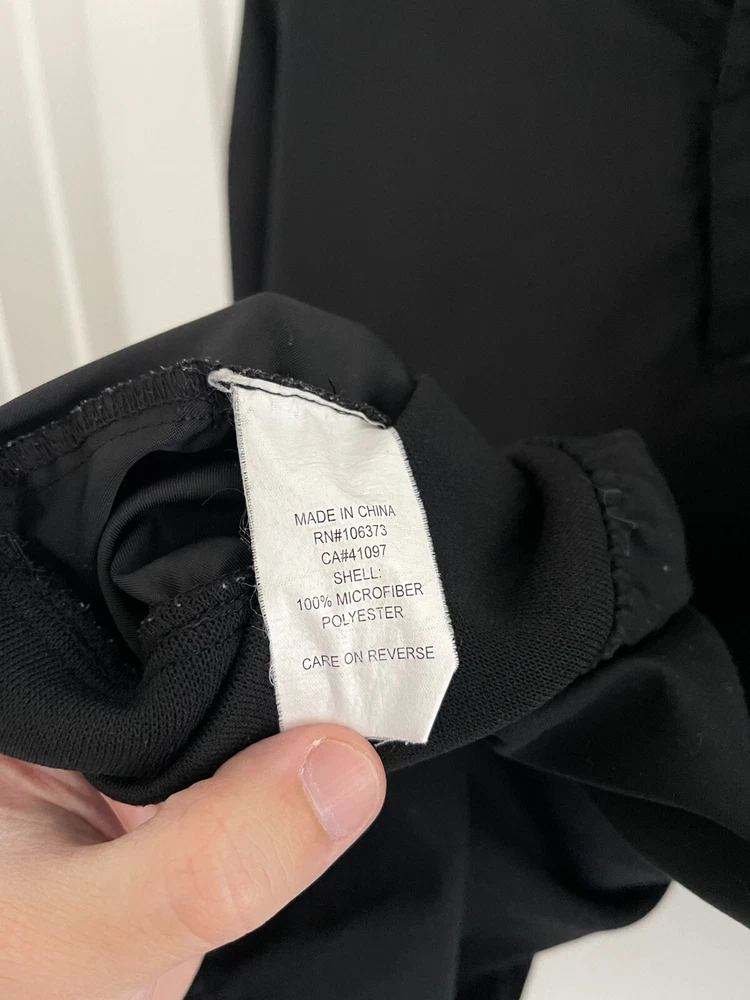 MADE IN CHINA
RN#106373
CA#41097
SHELL:
100% MICROFIBER
POLYESTER
CARE ON REVERSE